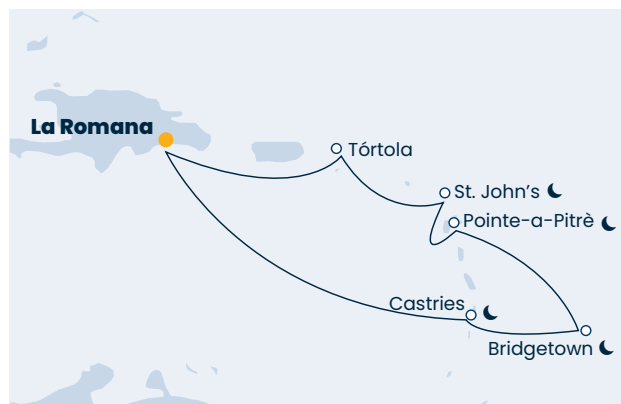 La Romana
Tórtola
St. John’s
Pointe-a-Pitrè
Castries
Bridgetown